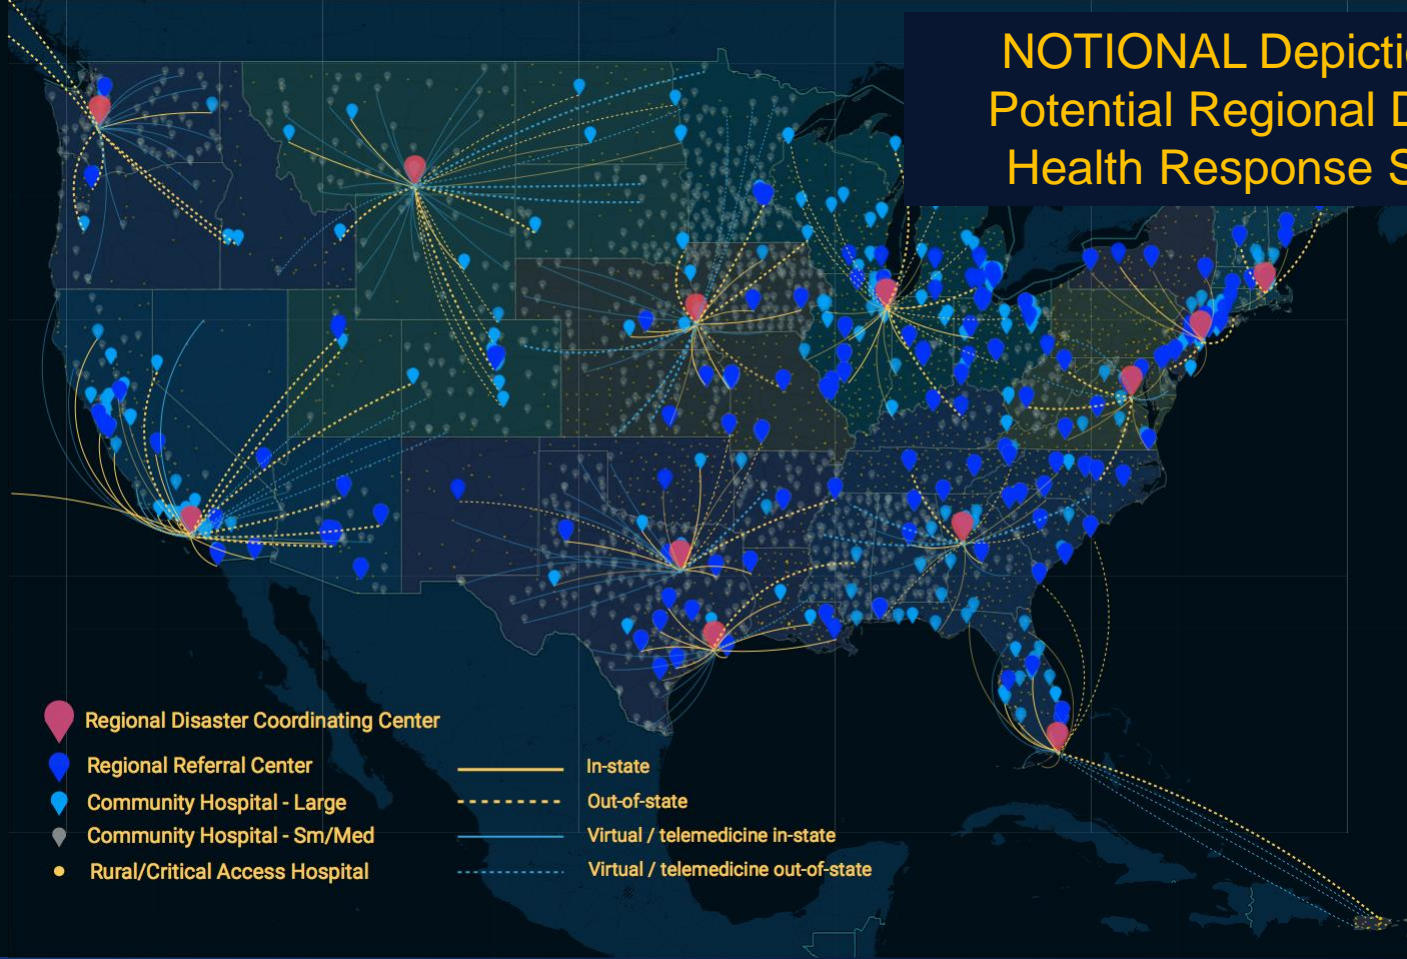 NOTIONAL Depicti
Potential Regional D
Health Response S
Regional Disaster Coordinating Center
Regional Referral Center
Community Hospital - Large
Community Hospital - Sm/Med
Rural/Critical Access Hospital
In-state
Out-of-state
Virtual / telemedicine in-state
Virtual / telemedicine out-of-state